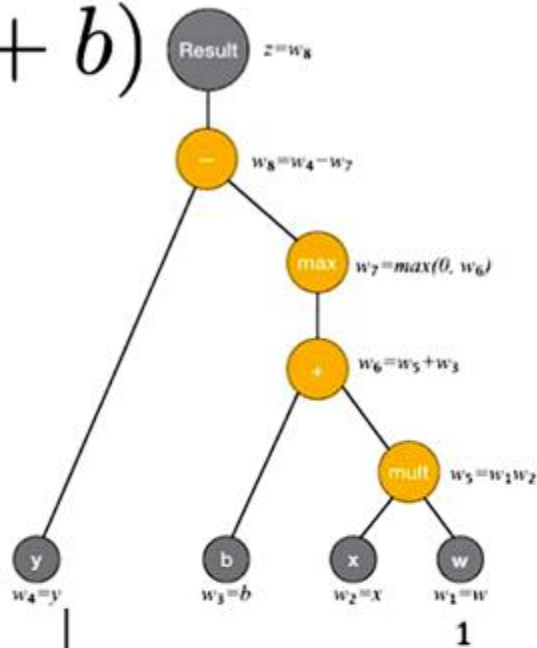 + b)
Result z=w₈
− w₈=w₄−w₇
max w₇=max(0, w₆)
+ w₆=w₅+w₃
mult w₅=w₁w₂
y b x w
w₄=y w₃=b w₂=x w₁=w
1